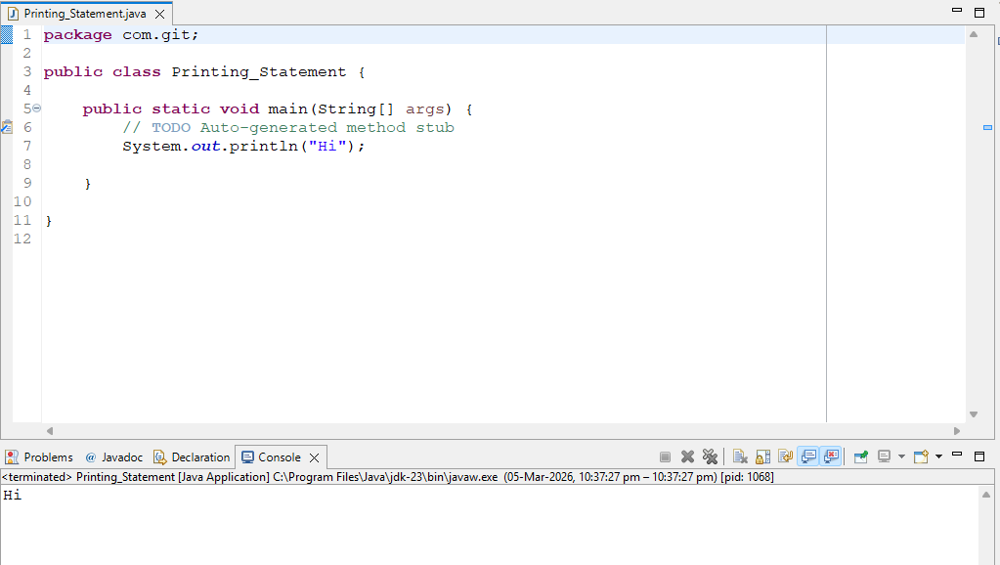 Printing_Statement.java
1 package com.git;
2
3 public class Printing_Statement {
4
5 public static void main(String[] args) {
6 // TODO Auto-generated method stub
7 System.out.println("Hi");
8
9 }
10
11 }
12
Problems @ Javadoc Declaration Console
<terminated> Printing_Statement [Java Application] C:\Program Files\Java\jdk-23\bin\javaw.exe (05-Mar-2026, 10:37:27 pm – 10:37:27 pm) [pid: 1068]
Hi